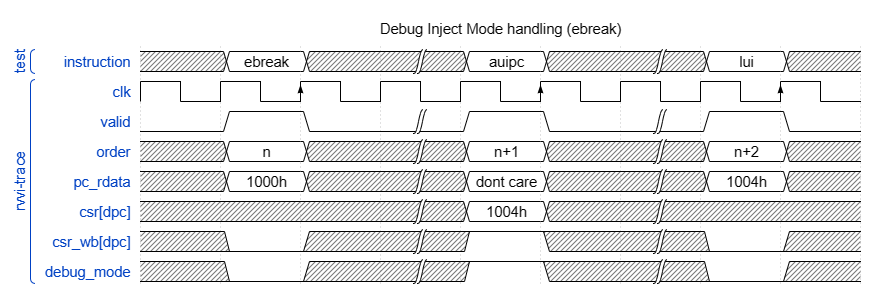 Debug Inject Mode handling (ebreak)
test
instruction ebreak auipc lui
rvvi-trace
clk
valid
order n n+1 n+2
pc_rdata 1000h dont care 1004h
csr[dpc] 1004h
csr_wb[dpc]
debug_mode